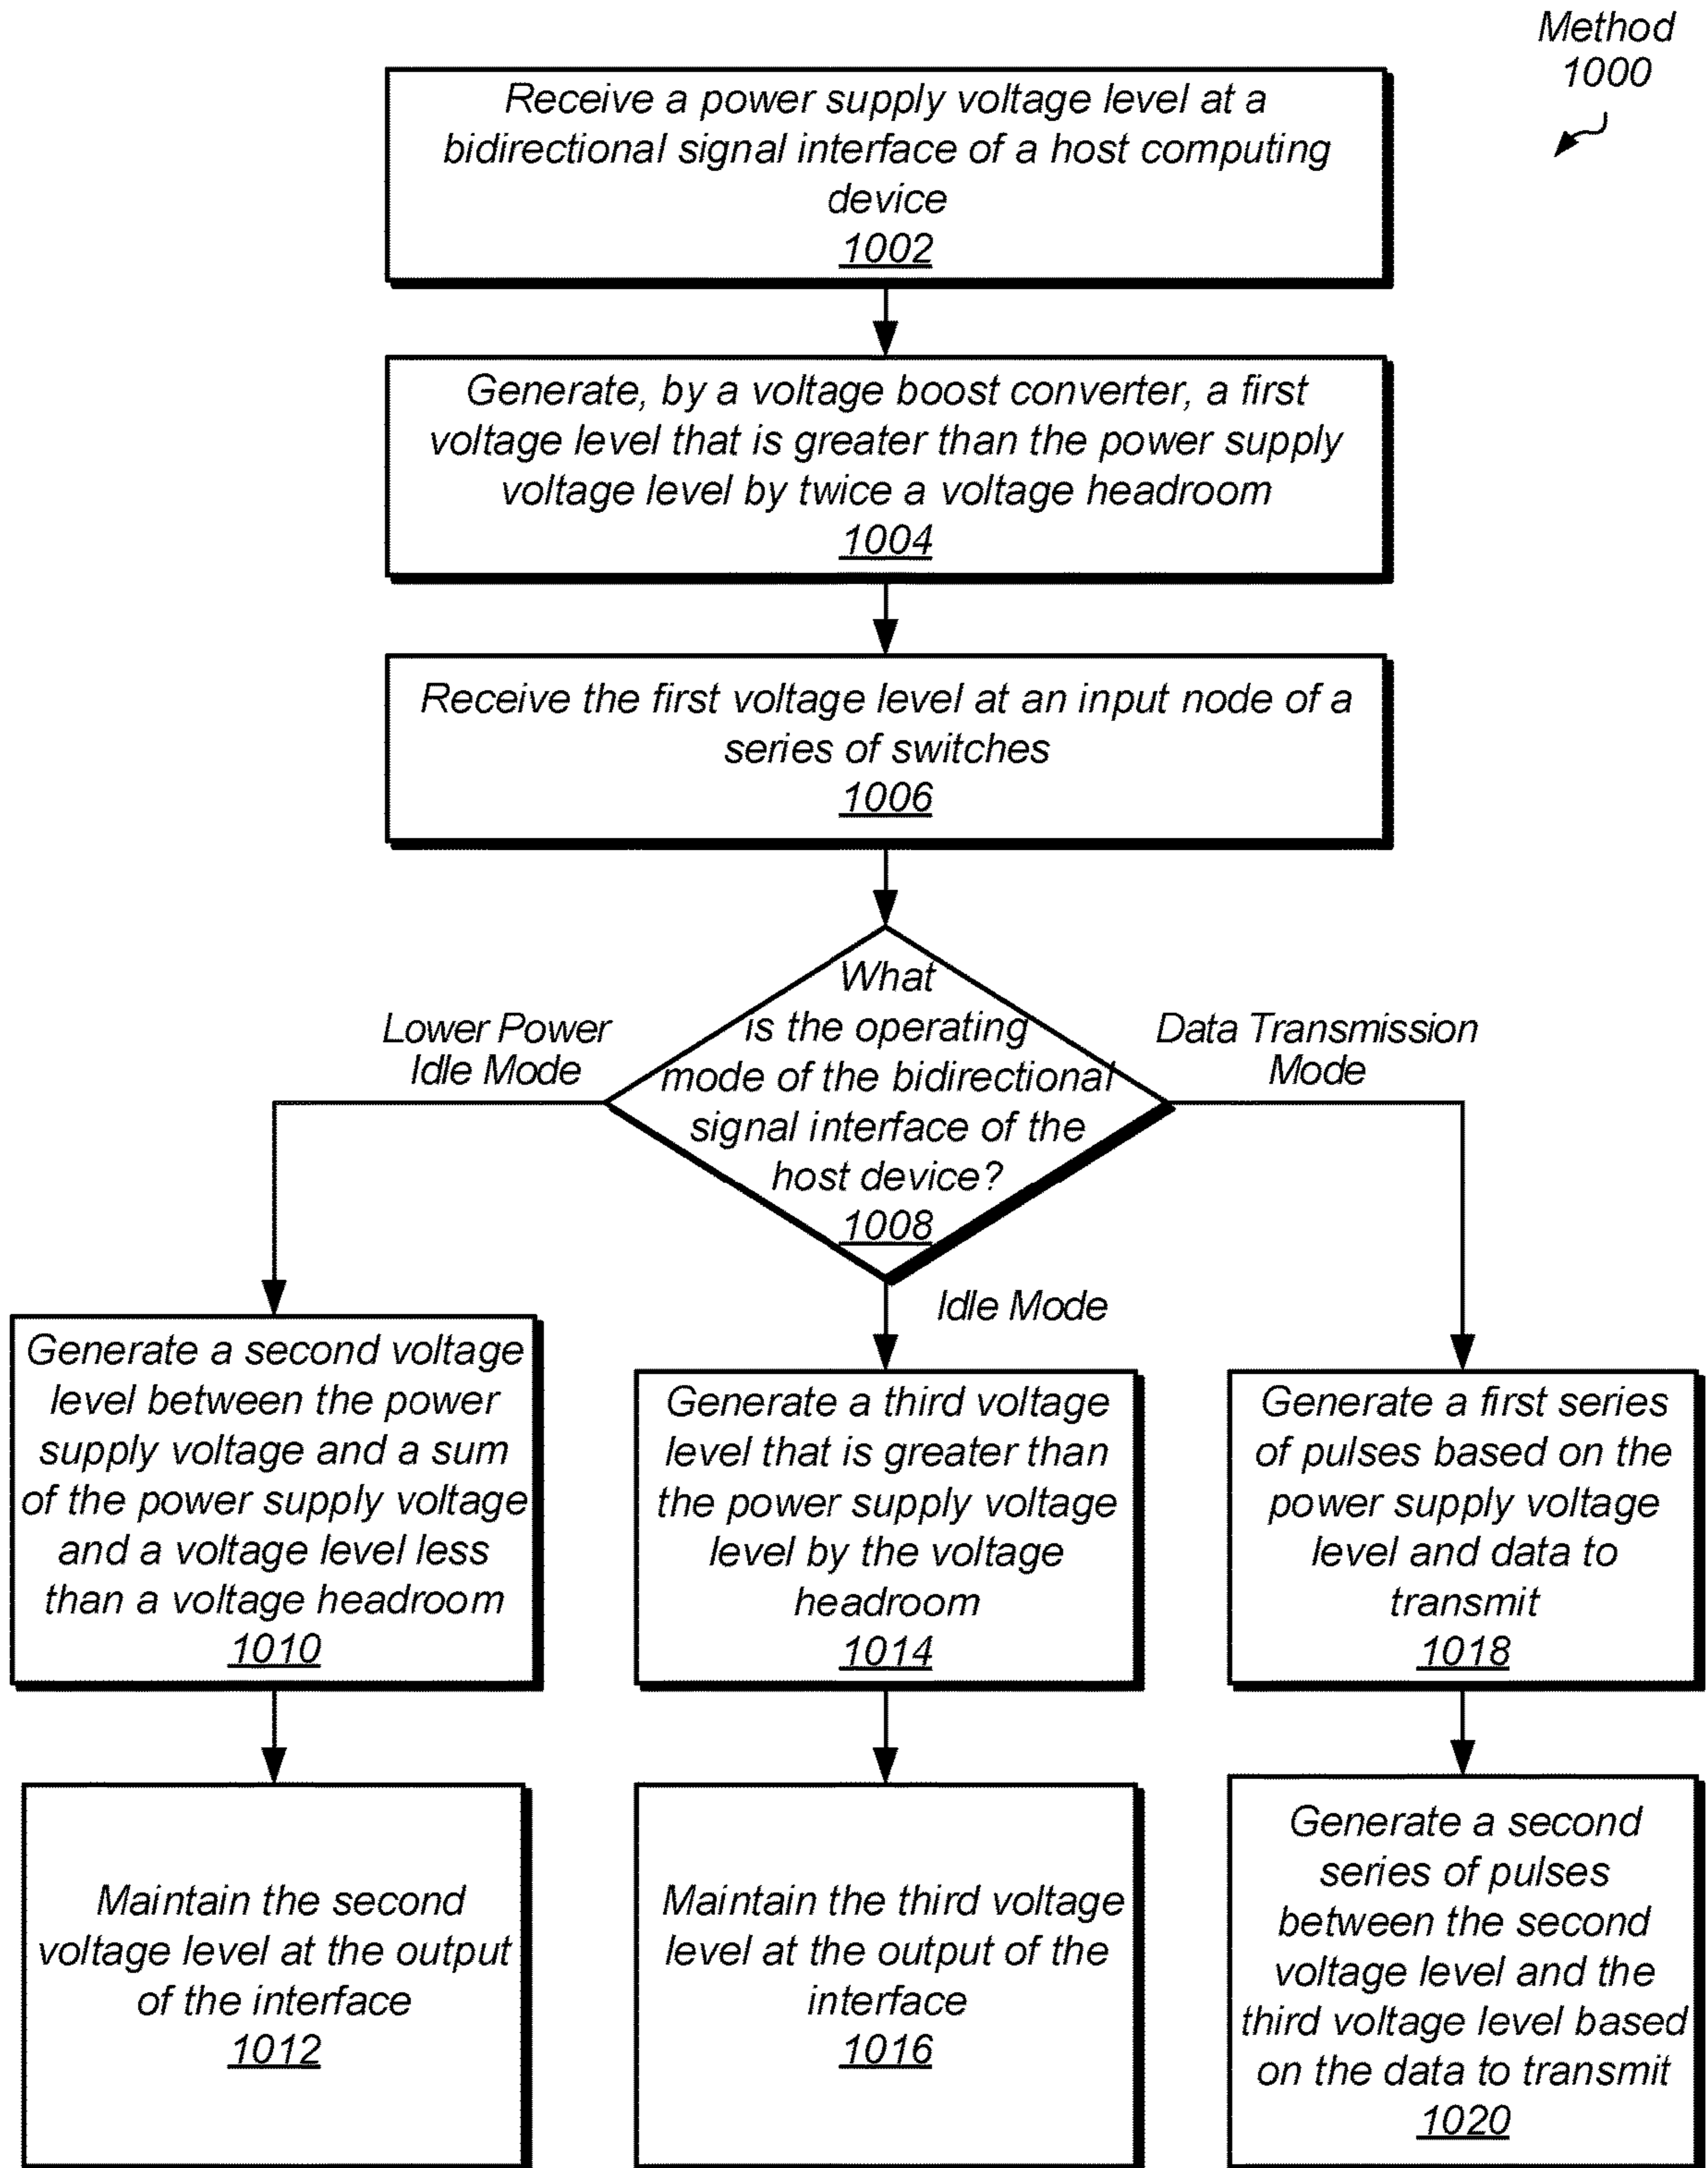 Method
1000
Receive a power supply voltage level at a
bidirectional signal interface of a host computing
device
1002
Generate, by a voltage boost converter, a first
voltage level that is greater than the power supply
voltage level by twice a voltage headroom
1004
Receive the first voltage level at an input node of a
series of switches
1006
What
is the operating
mode of the bidirectional
signal interface of the
host device?
1008
Lower Power
Idle Mode
Data Transmission
Mode
Idle Mode
Generate a second voltage
level between the power
supply voltage and a sum
of the power supply voltage
and a voltage level less
than a voltage headroom
1010
Generate a third voltage
level that is greater than
the power supply voltage
level by the voltage
headroom
1014
Generate a first series
of pulses based on the
power supply voltage
level and data to
transmit
1018
Maintain the second
voltage level at the output
of the interface
1012
Maintain the third voltage
level at the output of the
interface
1016
Generate a second
series of pulses
between the second
voltage level and the
third voltage level based
on the data to transmit
1020